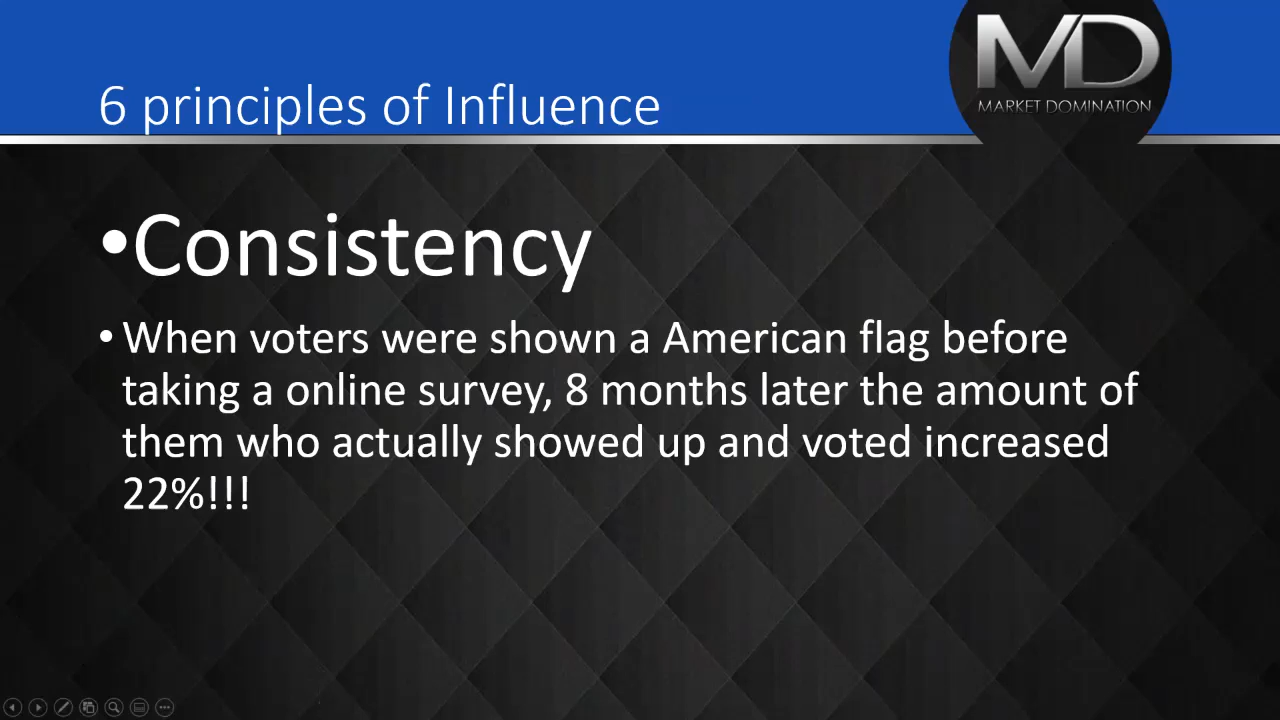 MD
MARKET DOMINATION
6 principles of Influence
•Consistency
• When voters were shown a American flag before
taking a online survey, 8 months later the amount of
them who actually showed up and voted increased
22%!!!